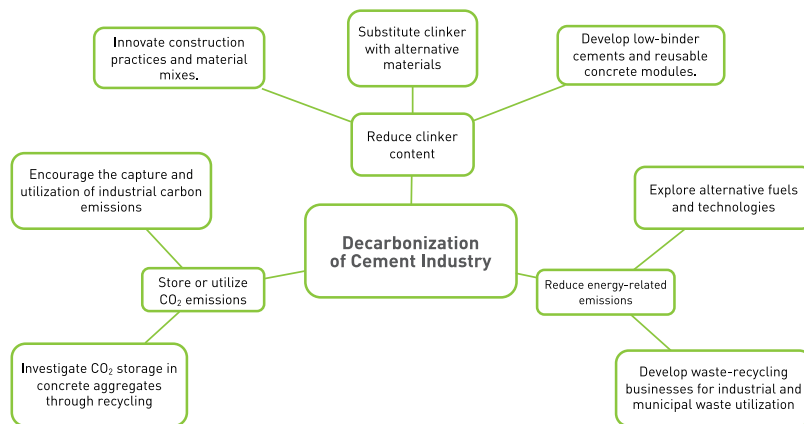 Innovate construction
practices and material
mixes.
Substitute clinker
with alternative
materials
Develop low-binder
cements and reusable
concrete modules.
Reduce clinker
content
Encourage the capture and
utilization of industrial carbon
emissions
Explore alternative fuels
and technologies
Decarbonization
of Cement Industry
Store or utilize
CO₂ emissions
Reduce energy-related
emissions
Investigate CO₂ storage in
concrete aggregates
through recycling
Develop waste-recycling
businesses for industrial and
municipal waste utilization